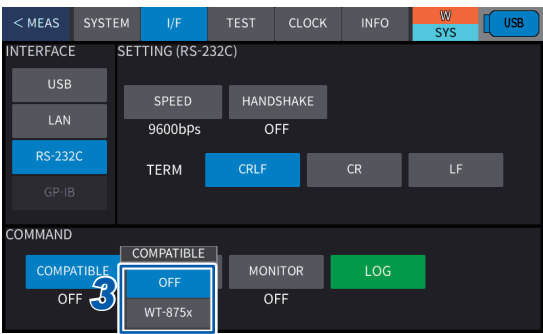 < MEAS SYSTEM I/F TEST CLOCK INFO W SYS USB
INTERFACE
SETTING (RS-232C)
USB
LAN
RS-232C
GP-IB
SPEED HANDSHAKE
9600bPs OFF
TERM CRLF CR LF
COMMAND
COMPATIBLE
COMPATIBLE OFF MONITOR LOG
OFF 3 WT-875x OFF